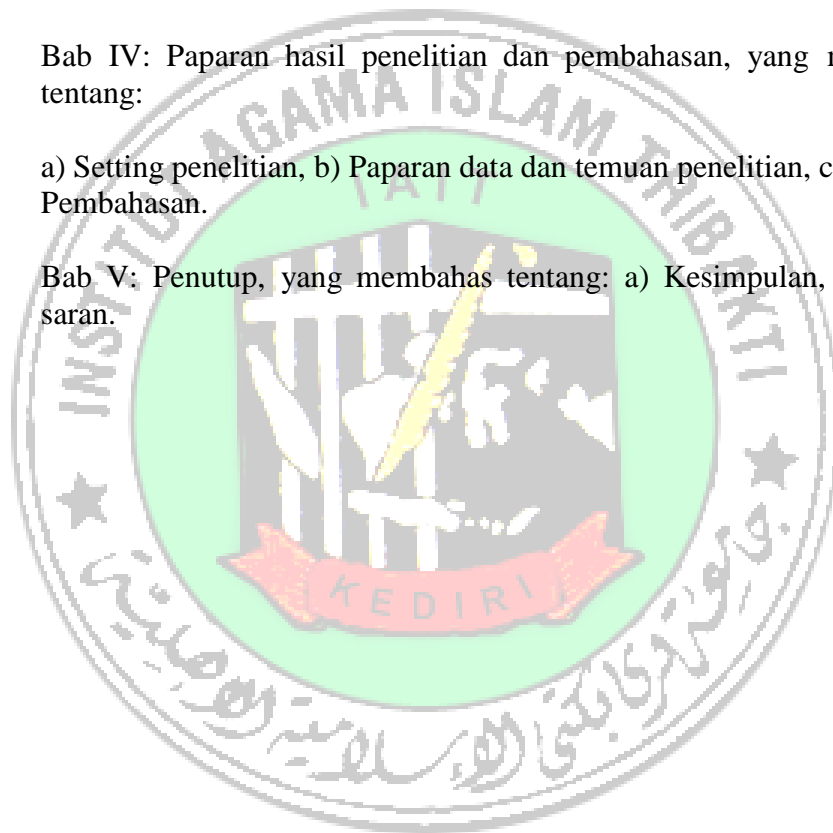 Bab IV: Paparan hasil penelitian dan pembahasan, yang
tentang:
a) Setting penelitian, b) Paparan data dan temuan penelitian, c
Pembahasan.
Bab V: Penutup, yang membahas tentang: a) Kesimpulan,
saran.
INSTITUT AGAMA ISLAM TRIBAKTI
IAIT
KEDIRI